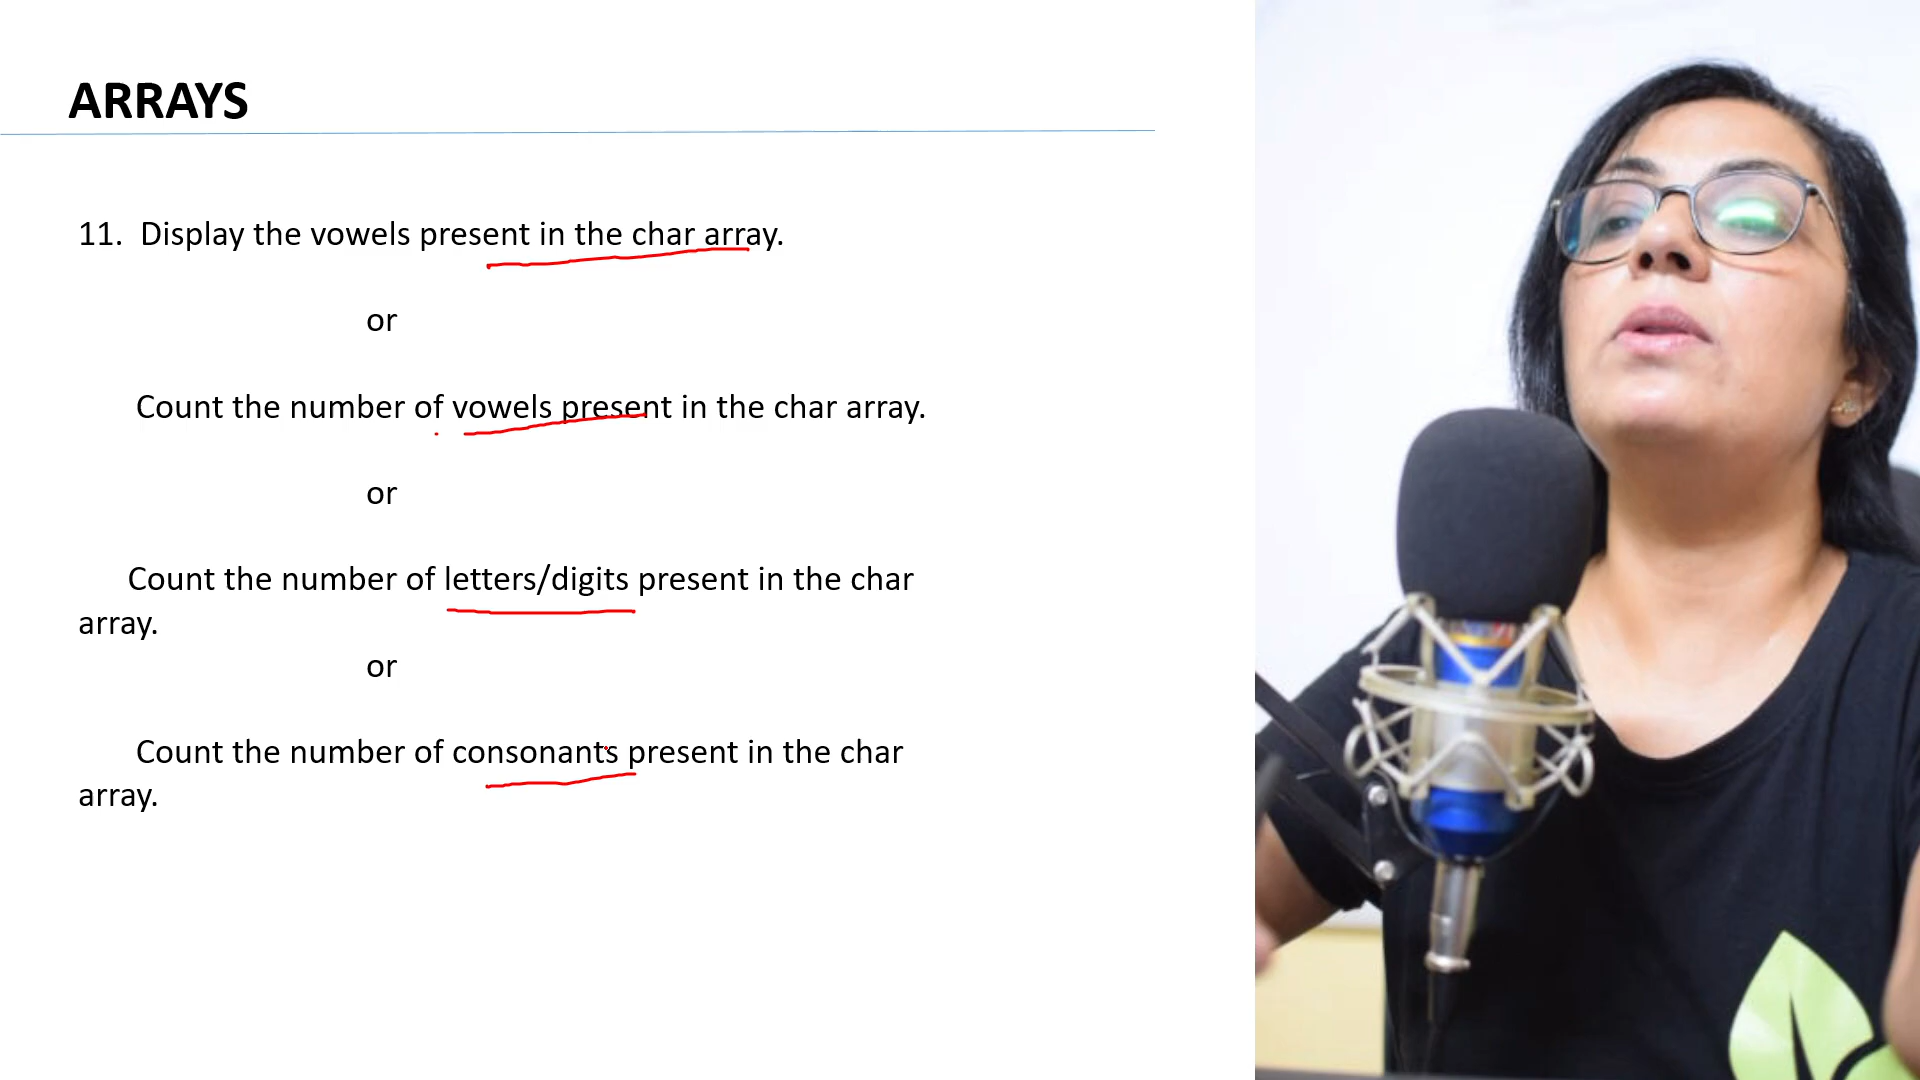 ARRAYS
11. Display the vowels present in the char array.
or
Count the number of vowels present in the char array.
or
Count the number of letters/digits present in the char
array.
or
Count the number of consonants present in the char
array.